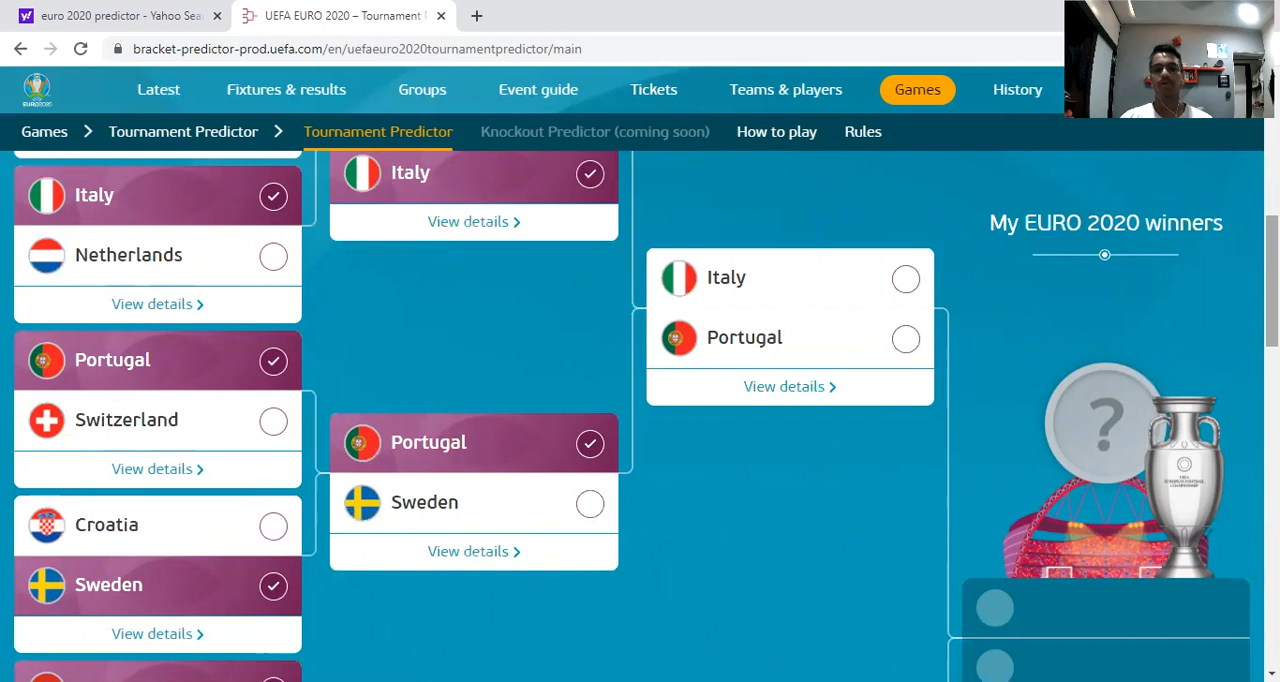 euro 2020 predictor - Yahoo Sea
UEFA EURO 2020 – Tournament
bracket-predictor-prod.uefa.com/en/uefaeuro2020tournamentpredictor/main
EURO2020
Latest
Fixtures & results
Groups
Event guide
Tickets
Teams & players
Games
History
Games
Tournament Predictor
Tournament Predictor
Knockout Predictor (coming soon)
How to play
Rules
Italy
Netherlands
View details
Portugal
Switzerland
View details
Croatia
Sweden
View details
Italy
View details
Portugal
Sweden
View details
Italy
Portugal
View details
My EURO 2020 winners
?